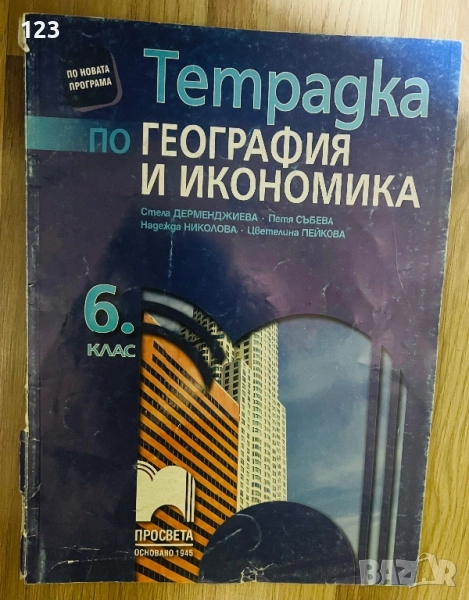 123
ПО НОВАТА
ПРОГРАМА
Тетрадка
ПО ГЕОГРАФИЯ
И ИКОНОМИКА
Стела ДЕРМЕНДЖИЕВА · Петя СЪБЕВА
Надежда НИКОЛОВА · Цветелина ПЕЙКОВА
6.
КЛАС
ПРОСВЕТА
ОСНОВАНО 1945
BAZAR